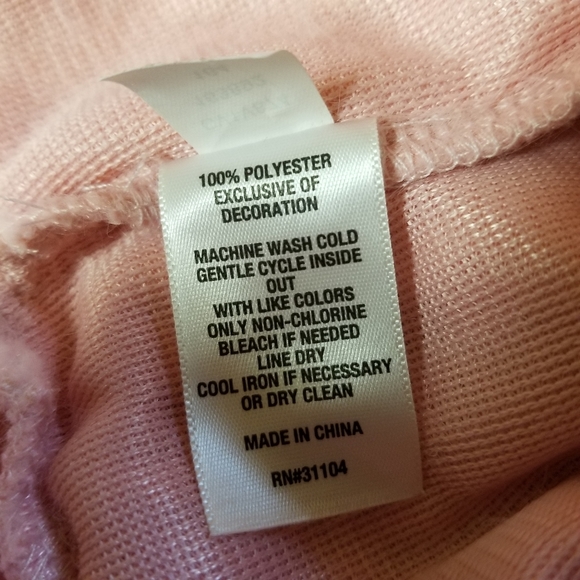 100% POLYESTER
EXCLUSIVE OF
DECORATION
MACHINE WASH COLD
GENTLE CYCLE INSIDE
OUT
WITH LIKE COLORS
ONLY NON-CHLORINE
BLEACH IF NEEDED
LINE DRY
COOL IRON IF NECESSARY
OR DRY CLEAN
MADE IN CHINA
RN#31104